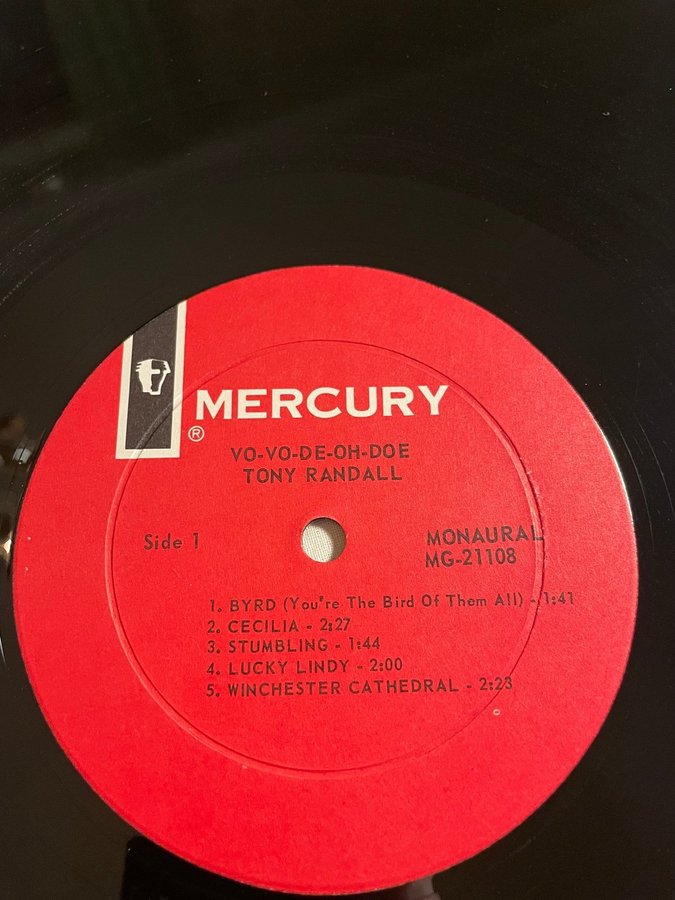 MERCURY
®
VO-VO-DE-OH-DOE
TONY RANDALL
Side 1
MONAURAL
MG-21108
1. BYRD (You're The Bird Of Them All) - 1:41
2. CECILIA - 2:27
3. STUMBLING - 1:44
4. LUCKY LINDY - 2:00
5. WINCHESTER CATHEDRAL - 2:23